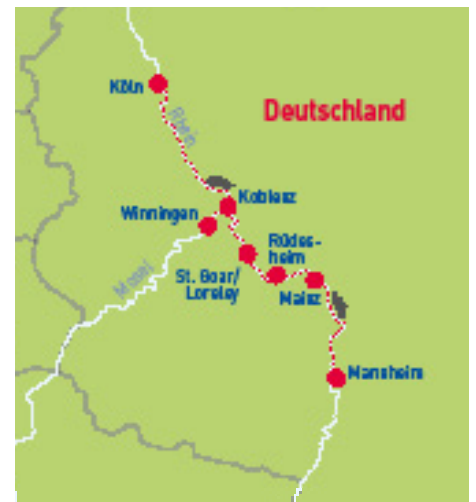 Köln
Rhein
Deutschland
Koblenz
Winningen
Mosel
Rüdes-
heim
St. Goar/
Loreley
Mainz
Mannheim